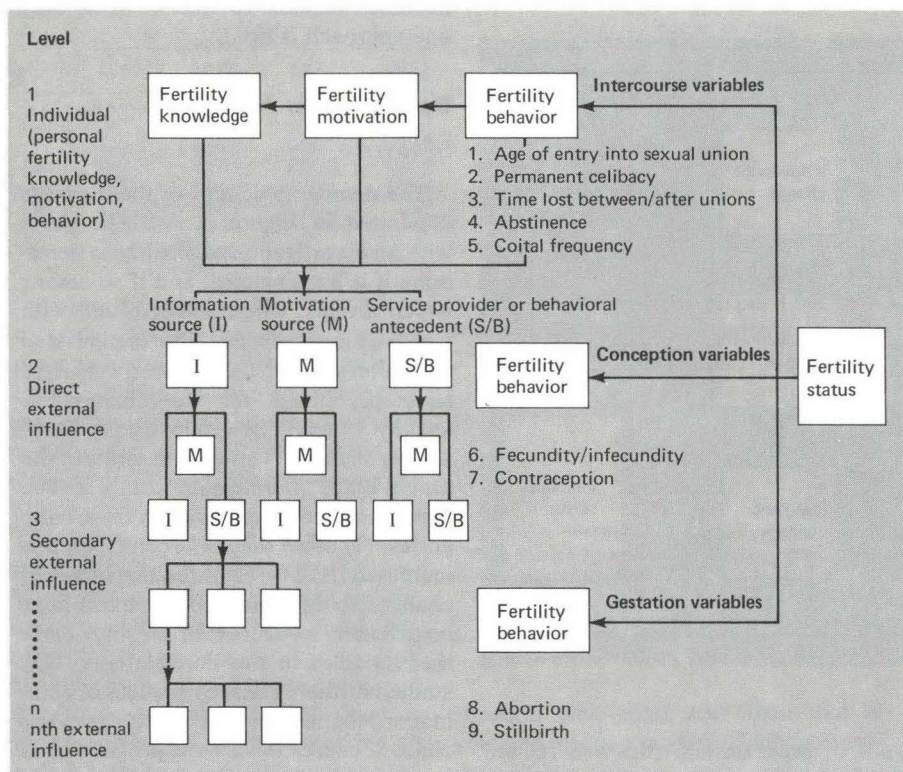 Level
1
Individual
(personal
fertility
knowledge,
motivation,
behavior)
Fertility
knowledge
Fertility
motivation
Fertility
behavior
Intercourse variables
1. Age of entry into sexual union
2. Permanent celibacy
3. Time lost between/after unions
4. Abstinence
5. Coital frequency
Information
source (I)
Motivation
source (M)
Service provider or behavioral
antecedent (S/B)
2
Direct
external
influence
I
M
S/B
Fertility
behavior
Conception variables
Fertility
status
M
M
M
6. Fecundity/infecundity
7. Contraception
3
Secondary
external
influence
I
S/B
I
S/B
I
S/B
Fertility
behavior
Gestation variables
n
nth external
influence
8. Abortion
9. Stillbirth